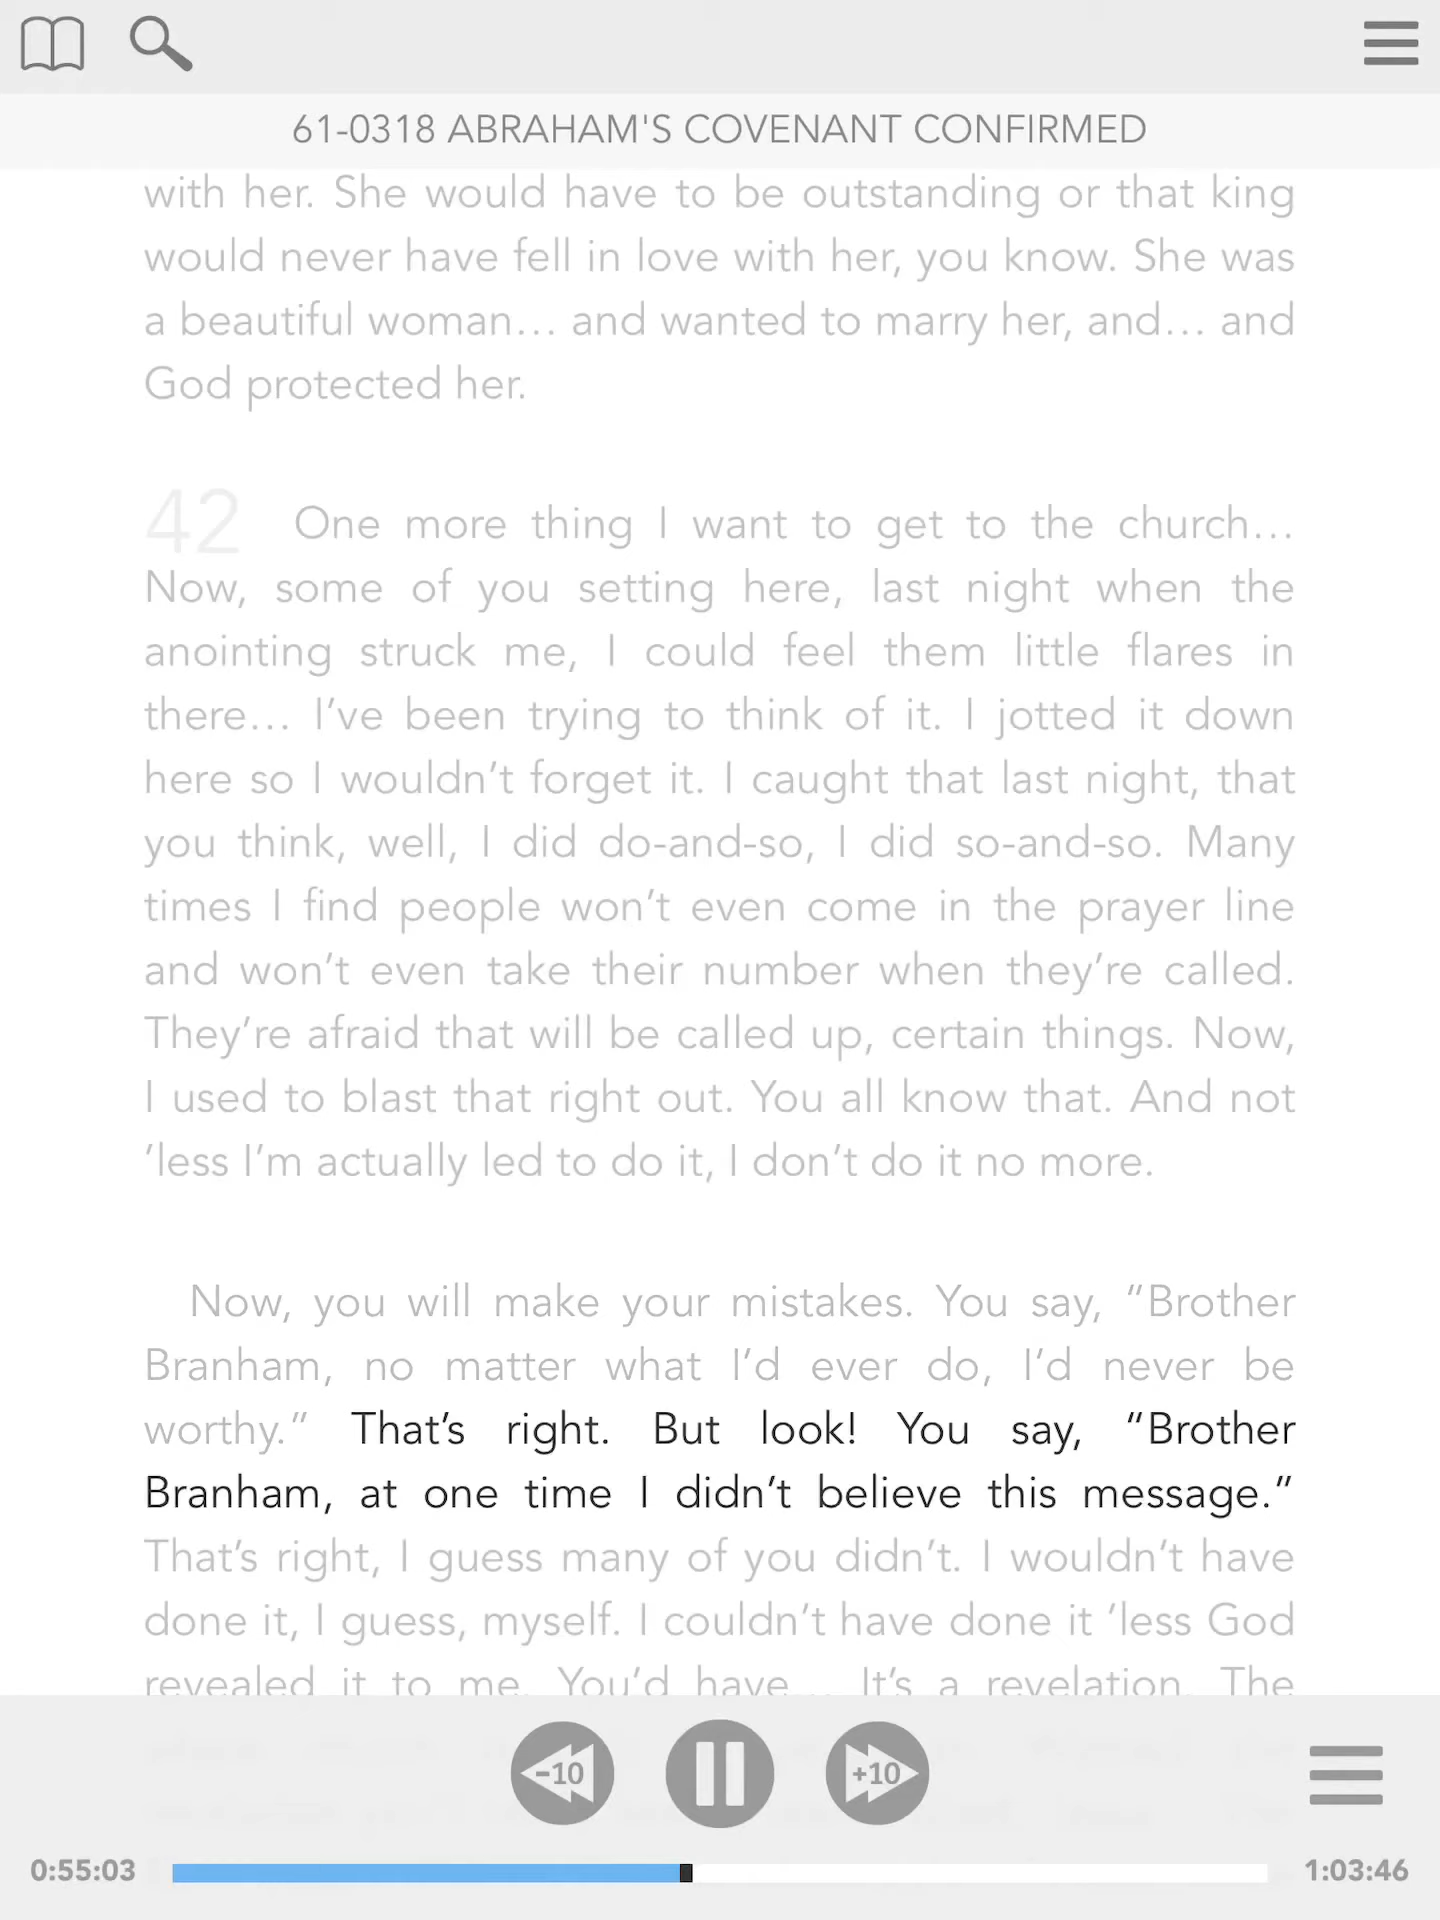 61-0318 ABRAHAM'S COVENANT CONFIRMED
with her. She would have to be outstanding or that king
would never have fell in love with her, you know. She was
a beautiful woman… and wanted to marry her, and… and
God protected her.
42 One more thing I want to get to the church…
Now, some of you setting here, last night when the
anointing struck me, I could feel them little flares in
there… I’ve been trying to think of it. I jotted it down
here so I wouldn’t forget it. I caught that last night, that
you think, well, I did do-and-so, I did so-and-so. Many
times I find people won’t even come in the prayer line
and won’t even take their number when they’re called.
They’re afraid that will be called up, certain things. Now,
I used to blast that right out. You all know that. And not
’less I’m actually led to do it, I don’t do it no more.
Now, you will make your mistakes. You say, “Brother
Branham, no matter what I’d ever do, I’d never be
worthy.” That’s right. But look! You say, “Brother
Branham, at one time I didn’t believe this message.”
That’s right, I guess many of you didn’t. I wouldn’t have
done it, I guess, myself. I couldn’t have done it ’less God
revealed it to me. You’d have… It’s a revelation. The
-10 +10
0:55:03 1:03:46